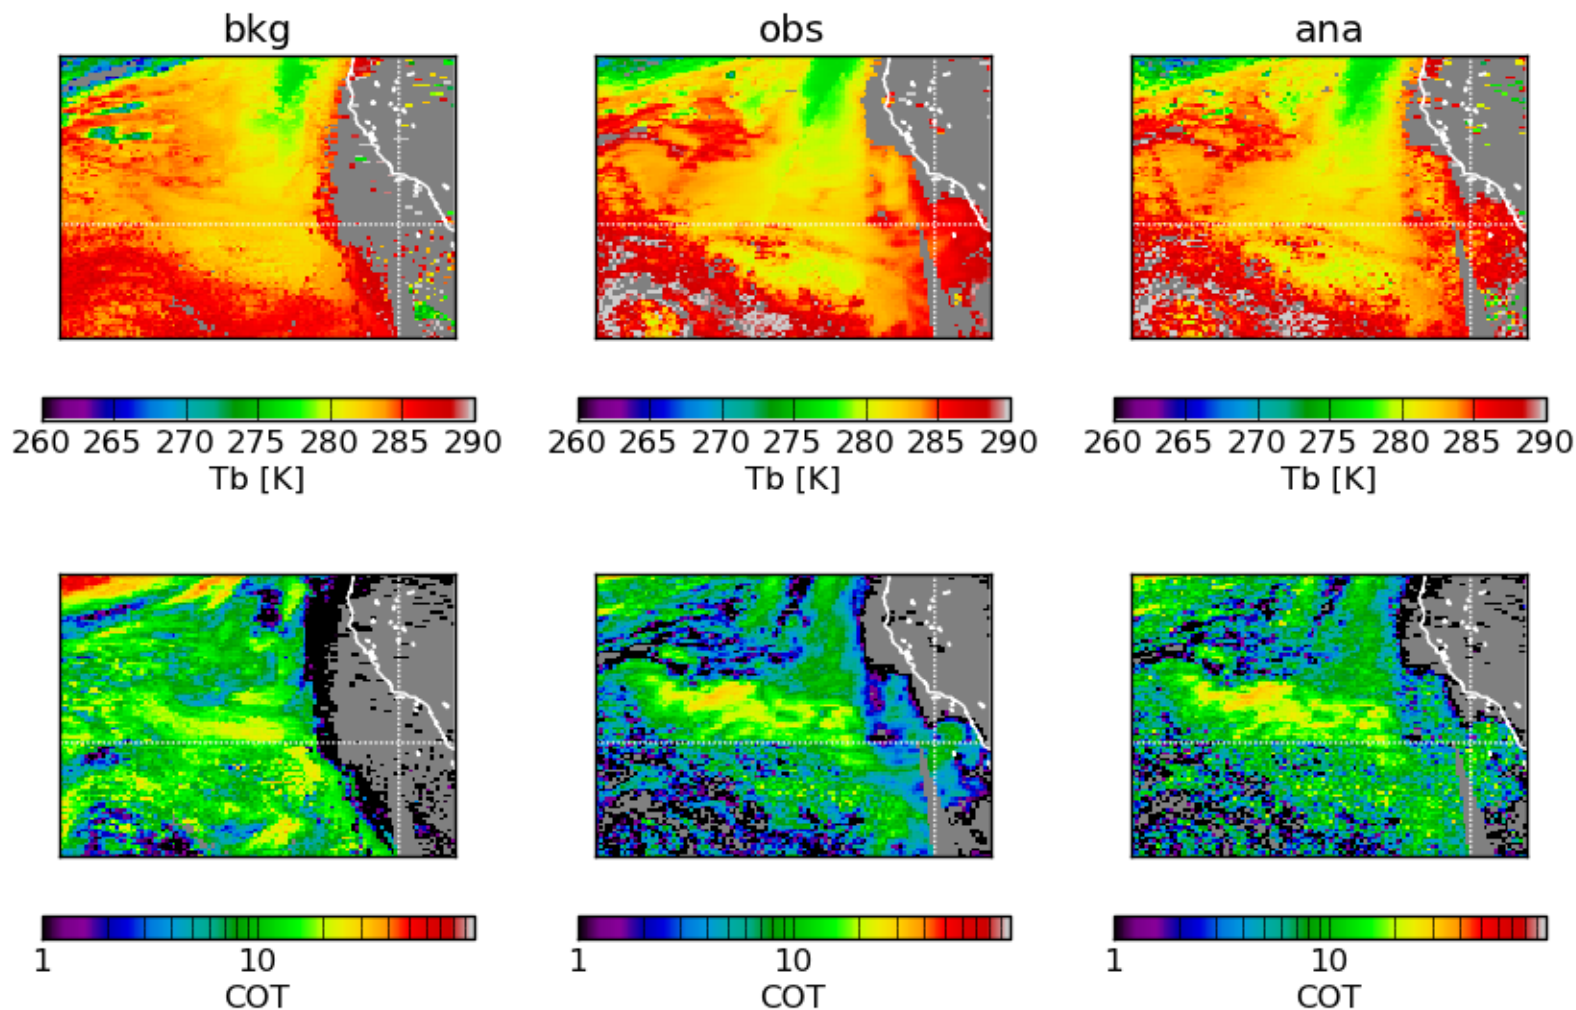 bkg obs ana
260 265 270 275 280 285 290 260 265 270 275 280 285 290 260 265 270 275 280 285 290
Tb [K] Tb [K] Tb [K]
1 10 1 10 1 10
COT COT COT